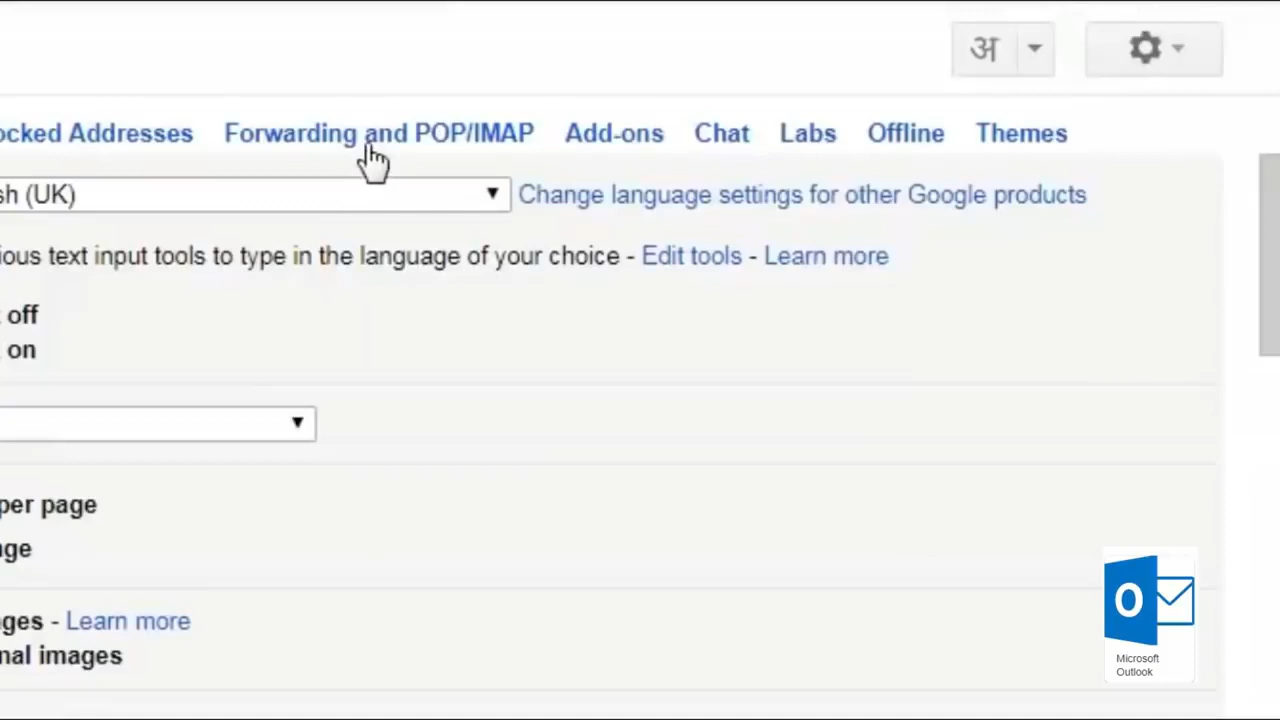 अ
ocked Addresses Forwarding and POP/IMAP Add-ons Chat Labs Offline Themes
sh (UK) Change language settings for other Google products
ious text input tools to type in the language of your choice - Edit tools - Learn more
off
on
per page
ge
ges - Learn more
nal images
O
Microsoft
Outlook